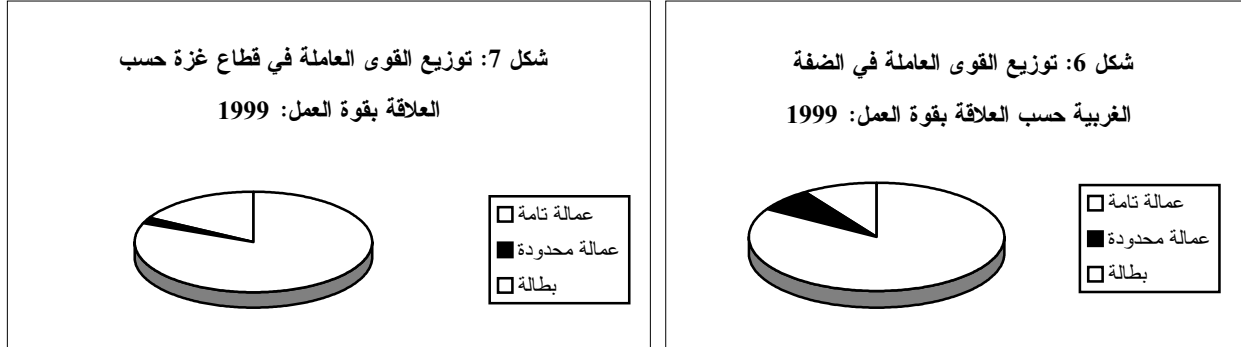 شكل 6: توزيع القوى العاملة في الضفة
الغربية حسب العلاقة بقوة العمل: 1999
عمالة تامة
عمالة محدودة
بطالة
شكل 7: توزيع القوى العاملة في قطاع غزة حسب
العلاقة بقوة العمل: 1999
عمالة تامة
عمالة محدودة
بطالة